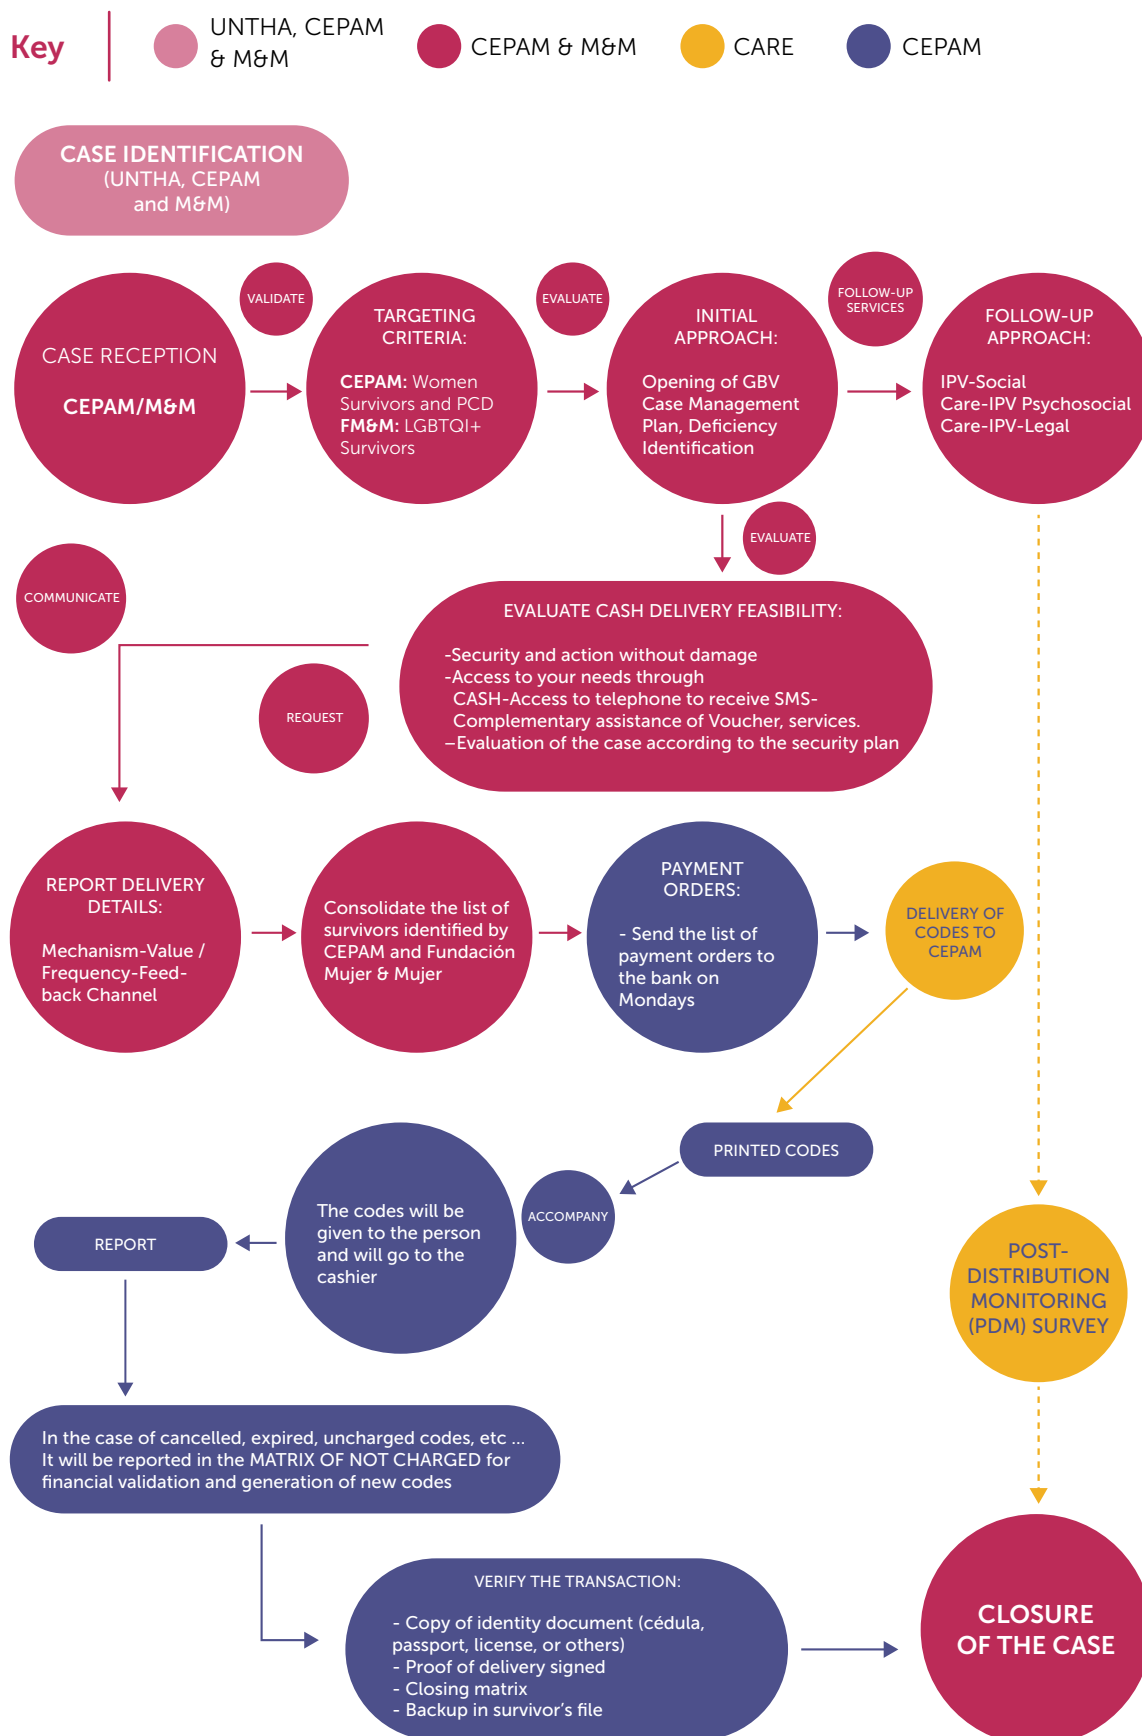 Key
UNTHA, CEPAM
& M&M
CEPAM & M&M
CARE
CEPAM
CASE IDENTIFICATION
(UNTHA, CEPAM
and M&M)
CASE RECEPTION
CEPAM/M&M
VALIDATE
TARGETING
CRITERIA:
CEPAM: Women
Survivors and PCD
FM&M: LGBTQI+
Survivors
EVALUATE
INITIAL
APPROACH:
Opening of GBV
Case Management
Plan, Deficiency
Identification
FOLLOW-UP
SERVICES
FOLLOW-UP
APPROACH:
IPV-Social
Care-IPV Psychosocial
Care-IPV-Legal
EVALUATE
EVALUATE CASH DELIVERY FEASIBILITY:
-Security and action without damage
-Access to your needs through
CASH-Access to telephone to receive SMS-
Complementary assistance of Voucher, services.
–Evaluation of the case according to the security plan
COMMUNICATE
REQUEST
REPORT DELIVERY
DETAILS:
Mechanism-Value /
Frequency-Feed-
back Channel
Consolidate the list of
survivors identified by
CEPAM and Fundación
Mujer & Mujer
PAYMENT
ORDERS:
- Send the list of
payment orders to
the bank on
Mondays
DELIVERY OF
CODES TO
CEPAM
PRINTED CODES
ACCOMPANY
The codes will be
given to the person
and will go to the
cashier
REPORT
POST-
DISTRIBUTION
MONITORING
(PDM) SURVEY
In the case of cancelled, expired, uncharged codes, etc ...
It will be reported in the MATRIX OF NOT CHARGED for
financial validation and generation of new codes
VERIFY THE TRANSACTION:
- Copy of identity document (cédula,
passport, license, or others)
- Proof of delivery signed
- Closing matrix
- Backup in survivor's file
CLOSURE
OF THE CASE